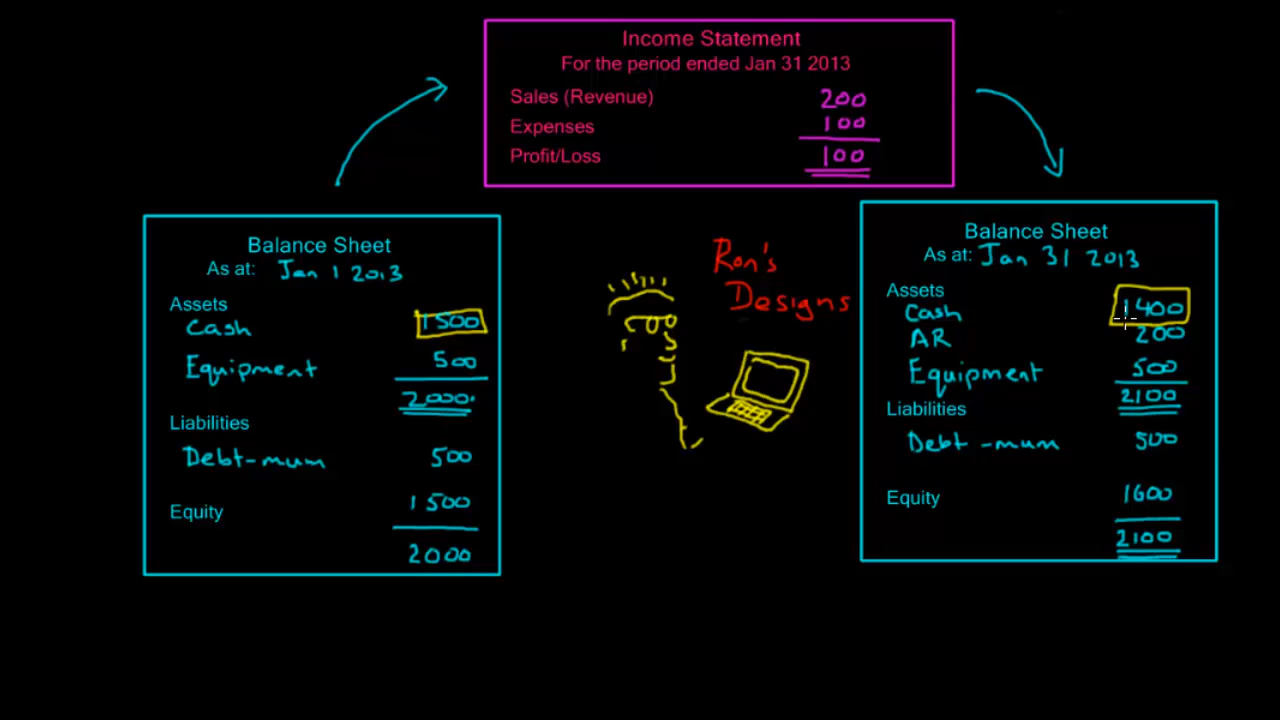 Income Statement
For the period ended Jan 31 2013
Sales (Revenue) 200
Expenses 100
Profit/Loss 100
Balance Sheet
As at: Jan 1 2013
Assets
Cash 1500
Equipment 500
2000
Liabilities
Debt-mum 500
Equity 1500
2000
Ron's
Designs
Balance Sheet
As at: Jan 31 2013
Assets
Cash 1400
AR 200
Equipment 500
2100
Liabilities
Debt -mum 500
Equity 1600
2100